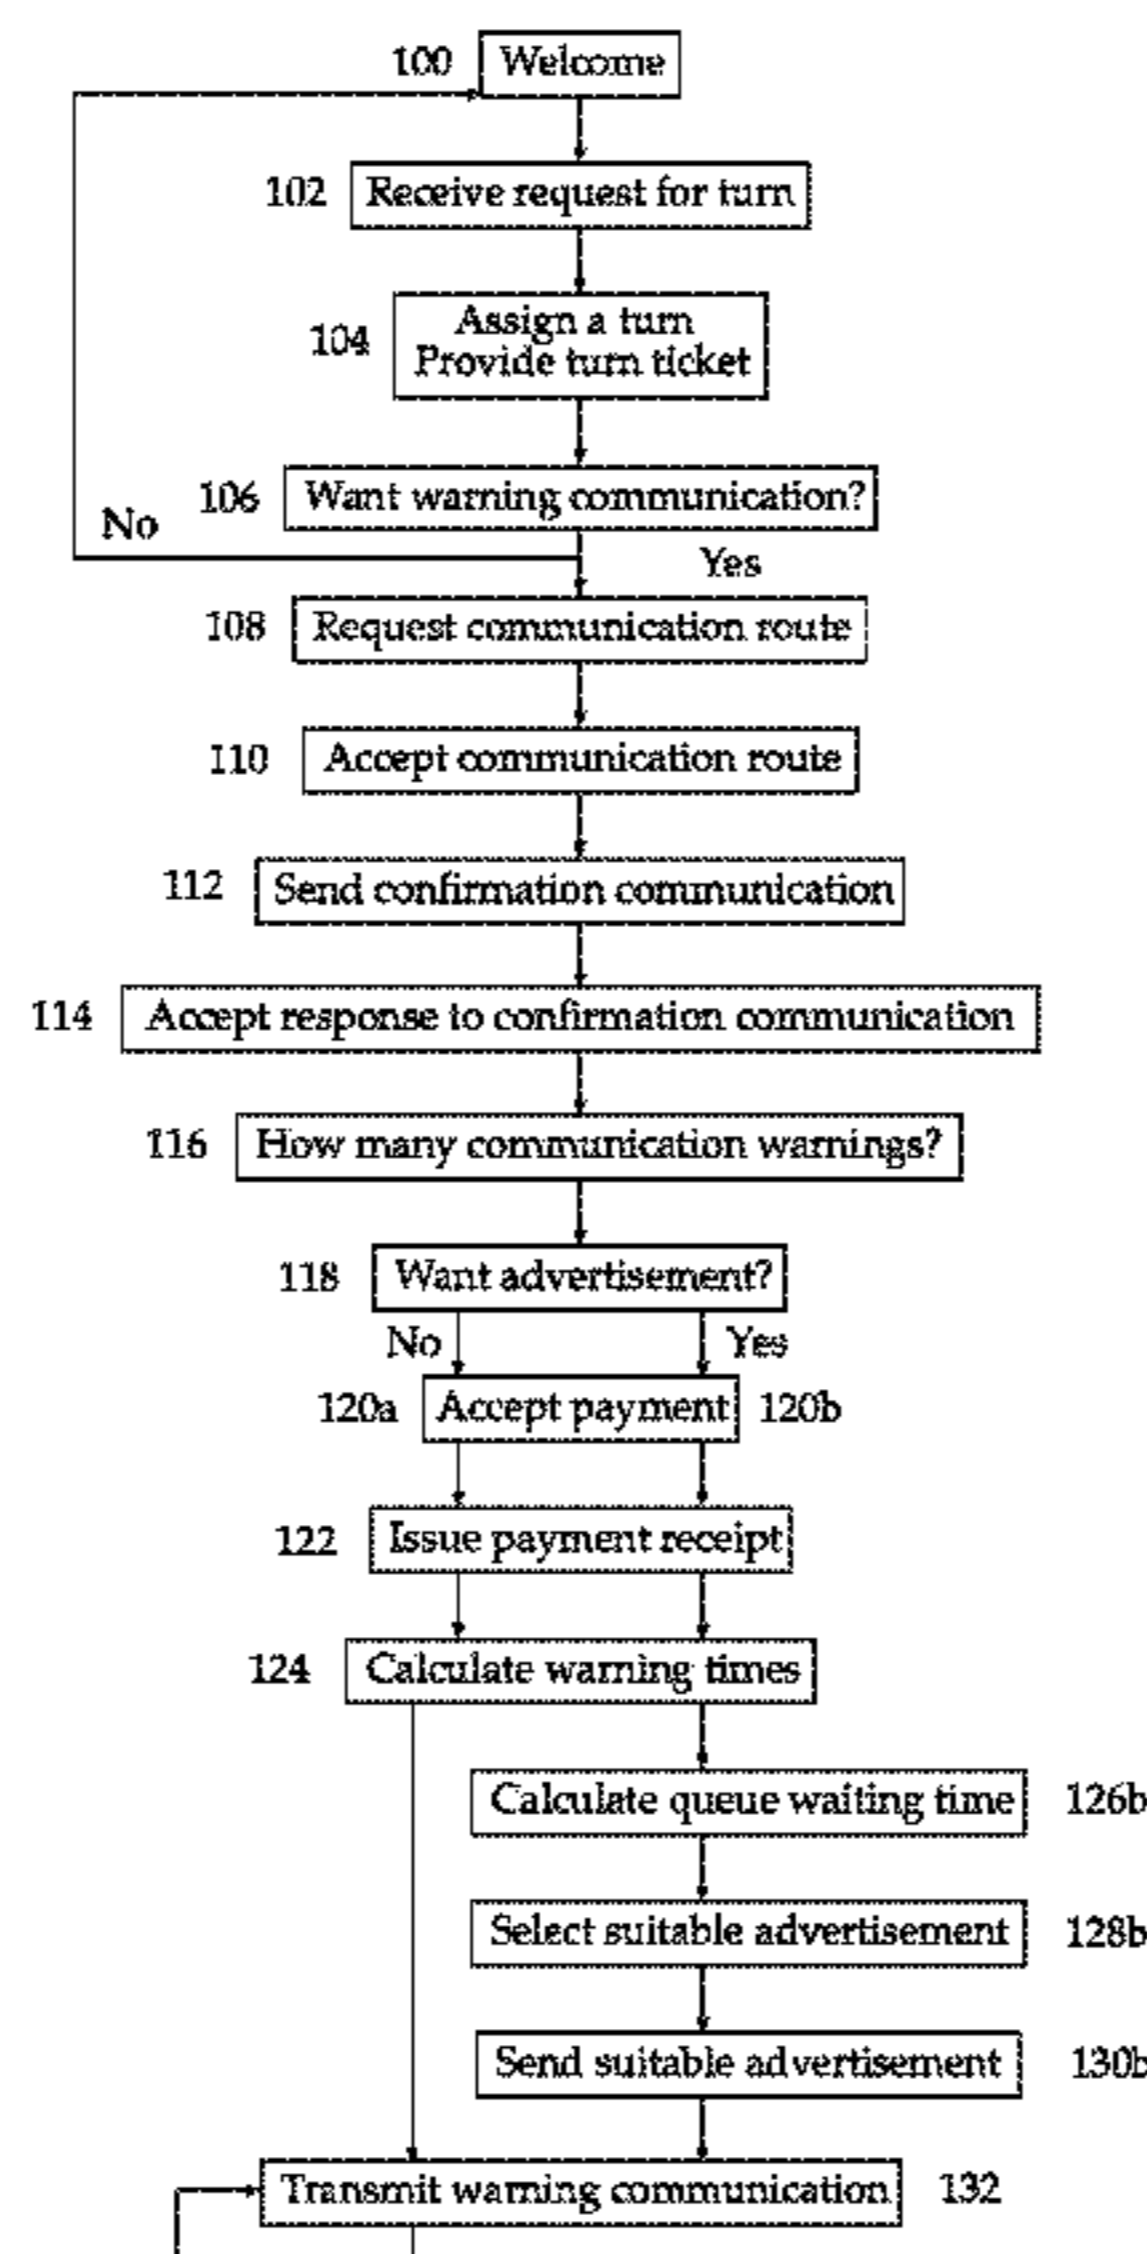 100 Welcome
102 Receive request for turn
104 Assign a turn
Provide turn ticket
106 Want warning communication?
No
Yes
108 Request communication route
110 Accept communication route
112 Send confirmation communication
114 Accept response to confirmation communication
116 How many communication warnings?
118 Want advertisement?
No Yes
120a Accept payment 120b
122 Issue payment receipt
124 Calculate warning times
Calculate queue waiting time 126b
Select suitable advertisement 128b
Send suitable advertisement 130b
Transmit warning communication 132